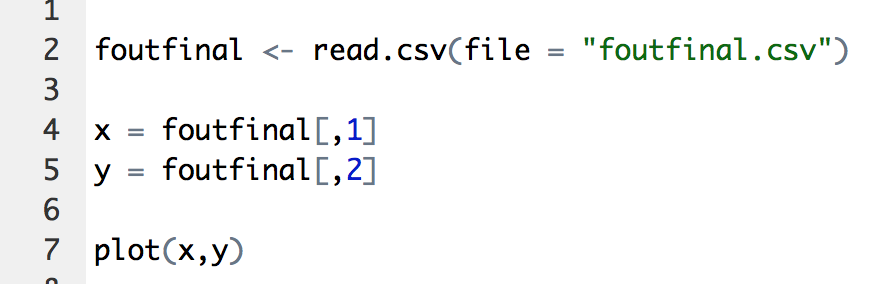 1
2 foutfinal <- read.csv(file = "foutfinal.csv")
3
4 x = foutfinal[,1]
5 y = foutfinal[,2]
6
7 plot(x,y)